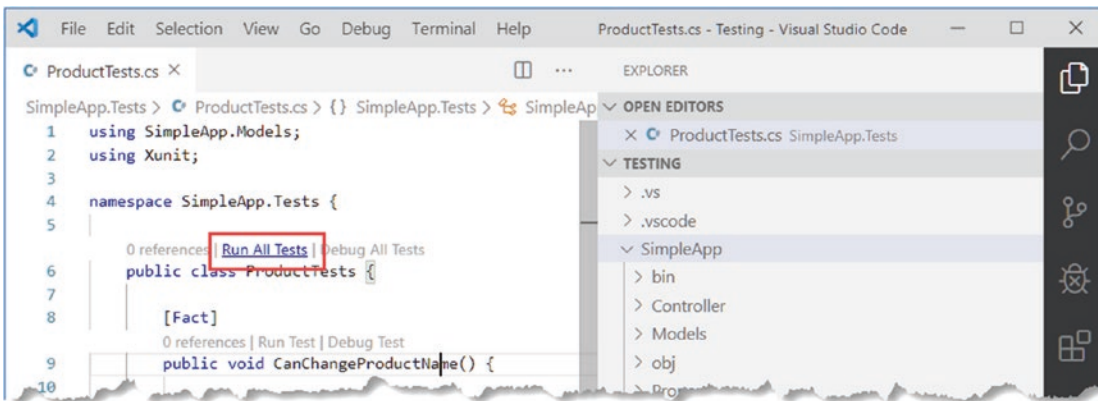 File Edit Selection View Go Debug Terminal Help ProductTests.cs - Testing - Visual Studio Code
ProductTests.cs
SimpleApp.Tests > ProductTests.cs > {} SimpleApp.Tests > SimpleAp
1 using SimpleApp.Models;
2 using Xunit;
3
4 namespace SimpleApp.Tests {
5
0 references | Run All Tests | Debug All Tests
6 public class ProductTests {
7
8 [Fact]
0 references | Run Test | Debug Test
9 public void CanChangeProductName() {
10
EXPLORER
OPEN EDITORS
ProductTests.cs SimpleApp.Tests
TESTING
> .vs
> .vscode
SimpleApp
> bin
> Controller
> Models
> obj